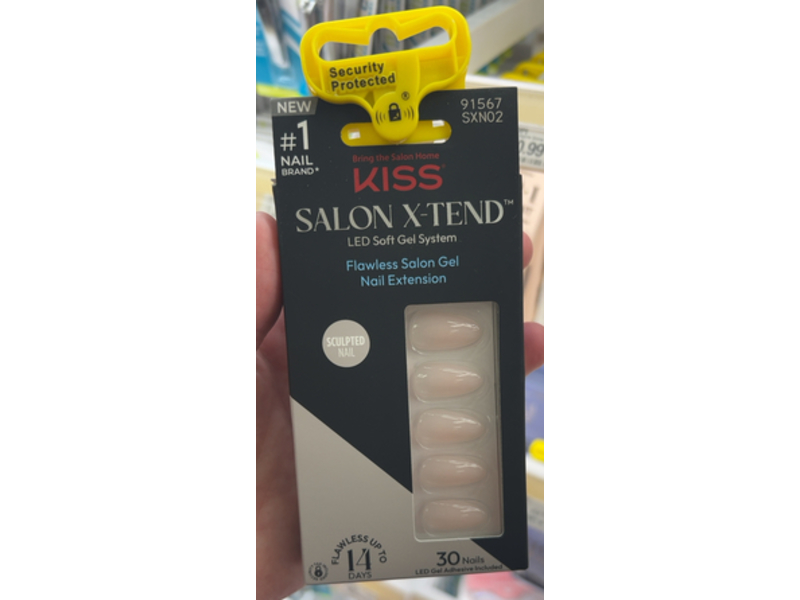 Security
Protected
®
NEW
91567
SXN02
#1
NAIL
BRAND*
Bring the Salon Home
KISS
SALON X-TEND™
LED Soft Gel System
Flawless Salon Gel
Nail Extension
SCULPTED
NAIL
FLAWLESS UP TO
14
DAYS
30 Nails
LED Gel Adhesive Included